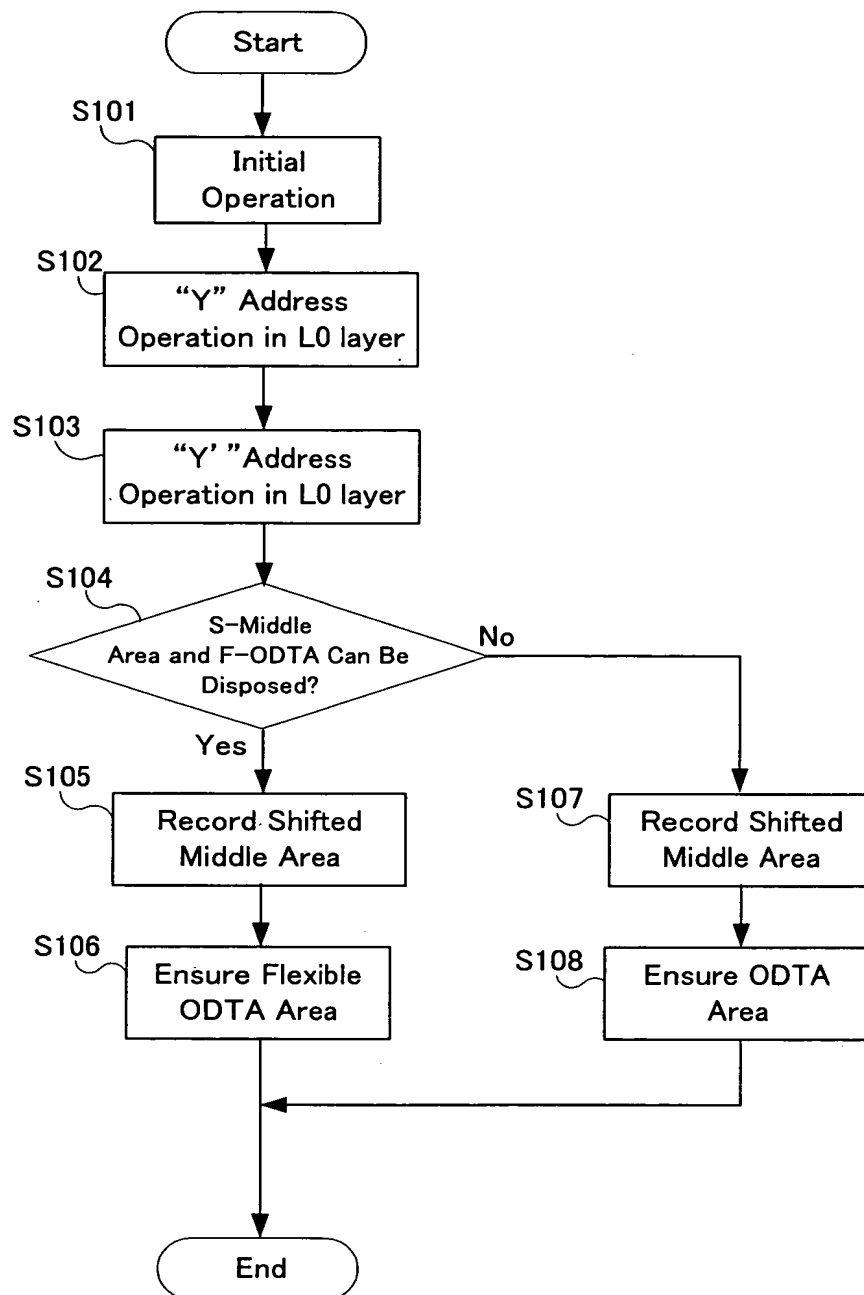 Start
S101
Initial
Operation
S102
“Y” Address
Operation in L0 layer
S103
“Y’ ”Address
Operation in L0 layer
S104
S-Middle
Area and F-ODTA Can Be
Disposed?
No
Yes
S105
Record Shifted
Middle Area
S107
Record Shifted
Middle Area
S106
Ensure Flexible
ODTA Area
S108
Ensure ODTA
Area
End